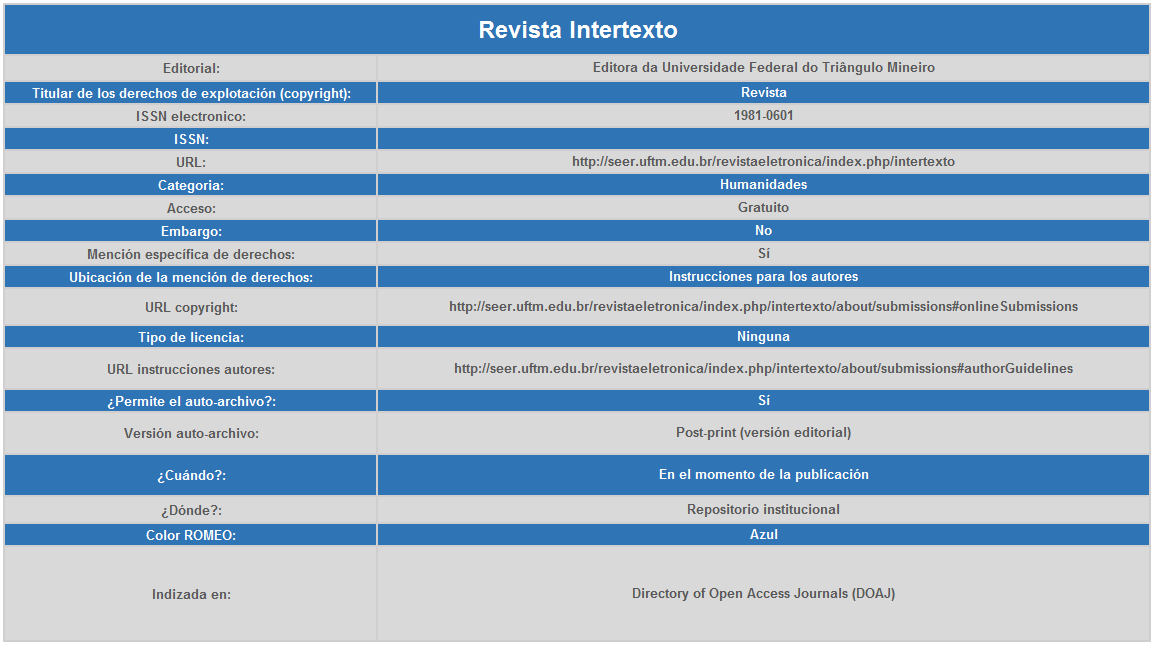 Revista Intertexto
Editorial: Editora da Universidade Federal do Triângulo Mineiro
Titular de los derechos de explotación (copyright): Revista
ISSN electronico: 1981-0601
ISSN:
URL: http://seer.uftm.edu.br/revistaeletronica/index.php/intertexto
Categoria: Humanidades
Acceso: Gratuito
Embargo: No
Mención específica de derechos: Sí
Ubicación de la mención de derechos: Instrucciones para los autores
URL copyright: http://seer.uftm.edu.br/revistaeletronica/index.php/intertexto/about/submissions#onlineSubmissions
Tipo de licencia: Ninguna
URL instrucciones autores: http://seer.uftm.edu.br/revistaeletronica/index.php/intertexto/about/submissions#authorGuidelines
¿Permite el auto-archivo?: Sí
Versión auto-archivo: Post-print (versión editorial)
¿Cuándo?: En el momento de la publicación
¿Dónde?: Repositorio institucional
Color ROMEO: Azul
Indizada en: Directory of Open Access Journals (DOAJ)